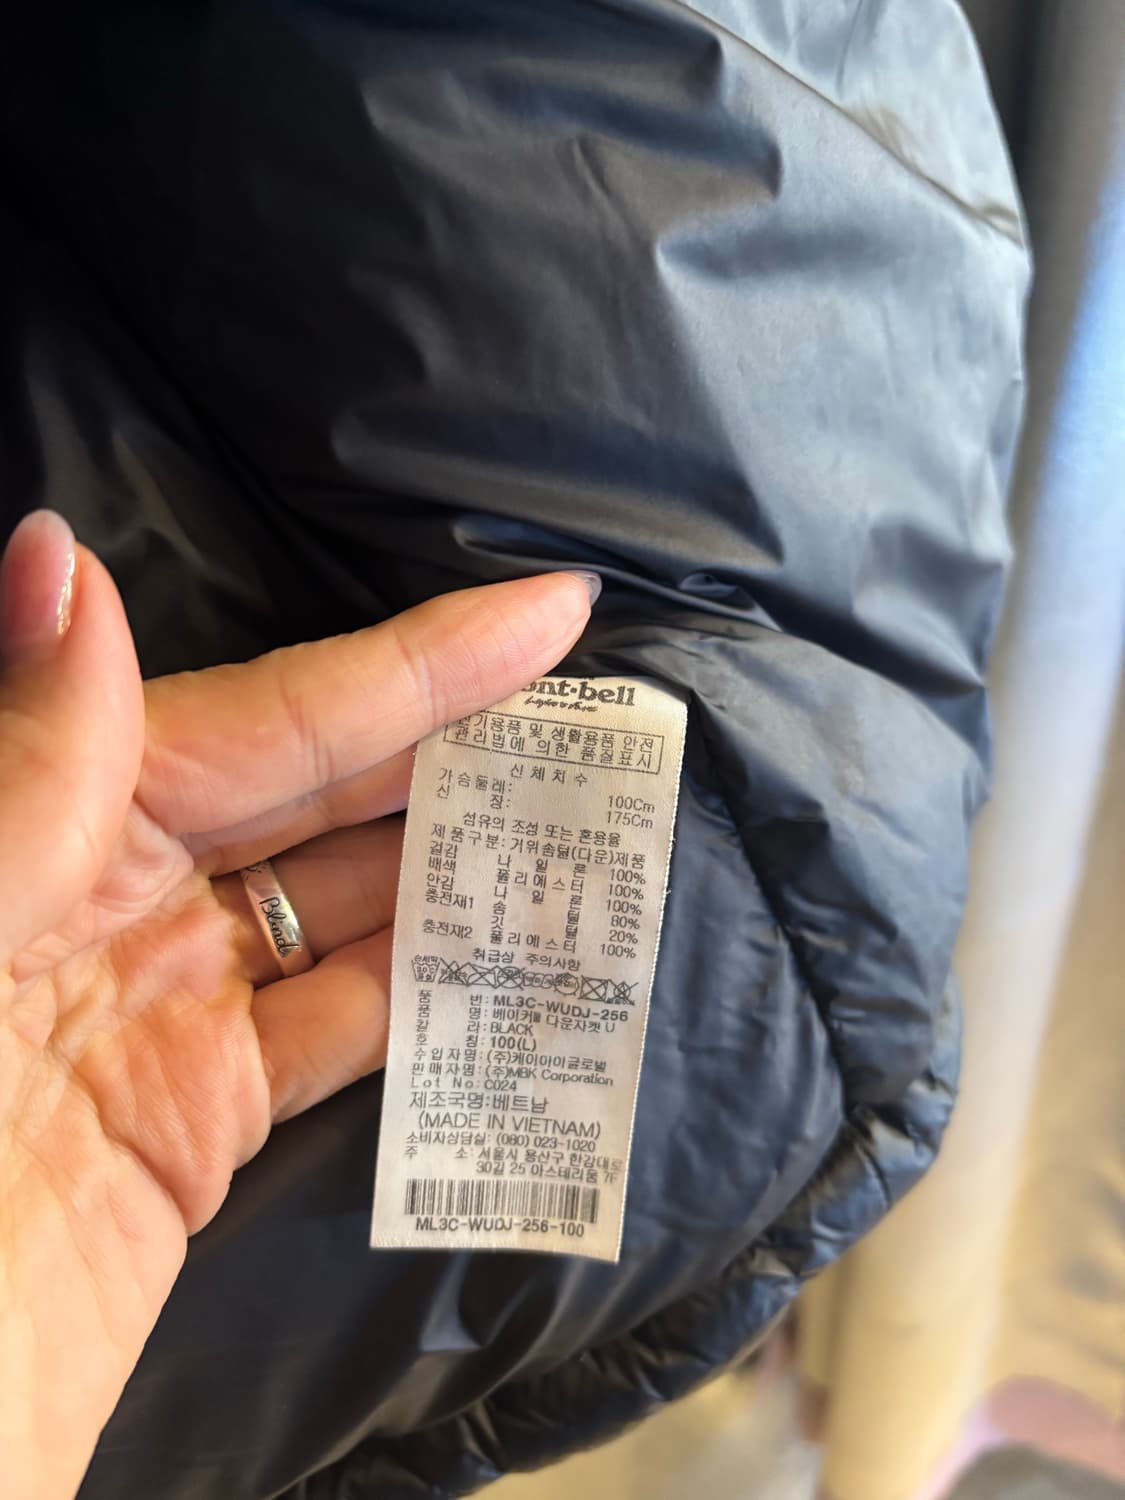 ont·bell
전기용품 및 생활용품 안전
관리법에 의한 품질표시
신체치수
가슴둘레: 100Cm
신 장: 175Cm
섬유의 조성 또는 혼용율
제품구분: 거위솜털(다운)제품
겉감 나일론 100%
배색 폴리에스터 100%
안감 나일론 100%
충전재1 솜털 80%
깃털 20%
충전재2 폴리에스터 100%
취급상 주의사항
품 번: ML3C-WUDJ-256
품 명: 베이커 다운자켓 U
칼 라: BLACK
호 칭: 100(L)
수입자명: (주)케이아이글로벌
판매자명: (주)MBK Corporation
Lot No: C024
제조국명:베트남
(MADE IN VIETNAM)
소비자상담실: (080) 023-1020
주 소: 서울시 용산구 한강대로
30길 25 아스테리움 7F
ML3C-WUDJ-256-100
Blind